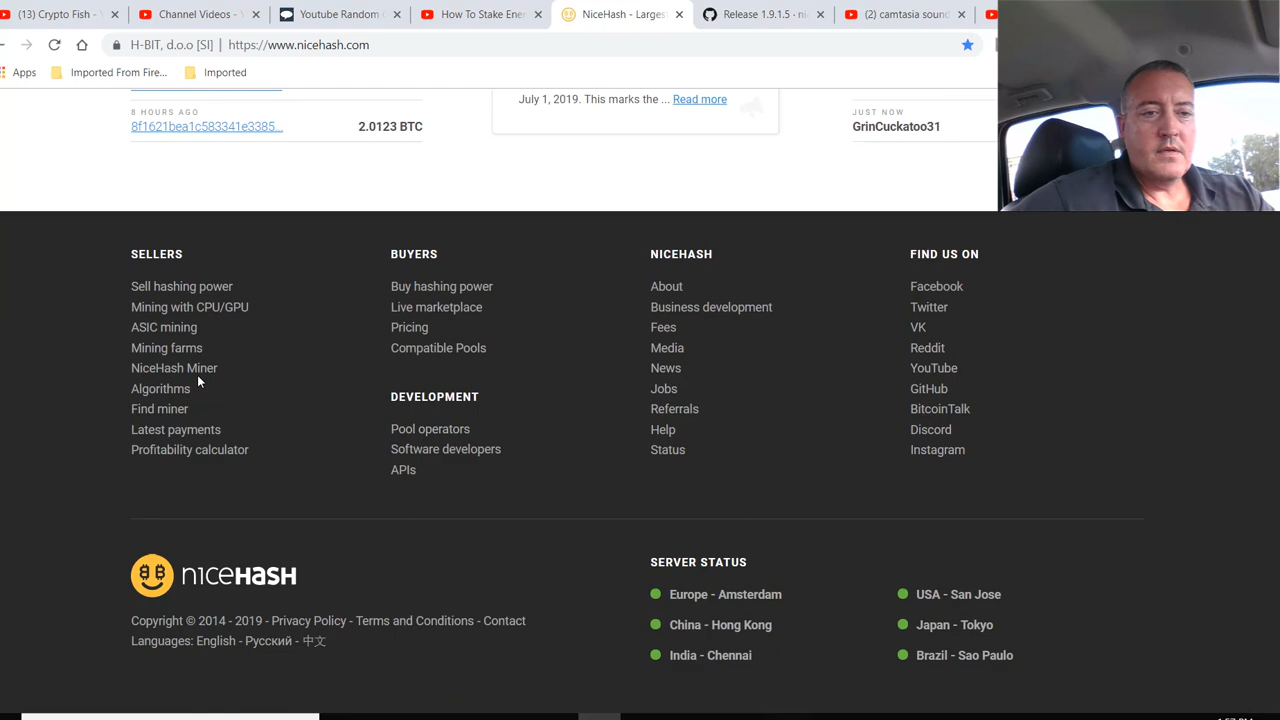 (13) Crypto Fish - Y
Channel Videos - Y
Youtube Random C
How To Stake Ener
NiceHash - Larges
Release 1.9.1.5 · ni
(2) camtasia sound
H-BIT, d.o.o [SI] | https://www.nicehash.com
Apps
Imported From Fire...
Imported
8 HOURS AGO
8f1621bea1c583341e3385...
2.0123 BTC
July 1, 2019. This marks the ... Read more
JUST NOW
GrinCuckatoo31
SELLERS
Sell hashing power
Mining with CPU/GPU
ASIC mining
Mining farms
NiceHash Miner
Algorithms
Find miner
Latest payments
Profitability calculator
BUYERS
Buy hashing power
Live marketplace
Pricing
Compatible Pools
DEVELOPMENT
Pool operators
Software developers
APIs
NICEHASH
About
Business development
Fees
Media
News
Jobs
Referrals
Help
Status
FIND US ON
Facebook
Twitter
VK
Reddit
YouTube
GitHub
BitcoinTalk
Discord
Instagram
nıceHASH
Copyright © 2014 - 2019 - Privacy Policy - Terms and Conditions - Contact
Languages: English - Русский - 中文
SERVER STATUS
Europe - Amsterdam
China - Hong Kong
India - Chennai
USA - San Jose
Japan - Tokyo
Brazil - Sao Paulo